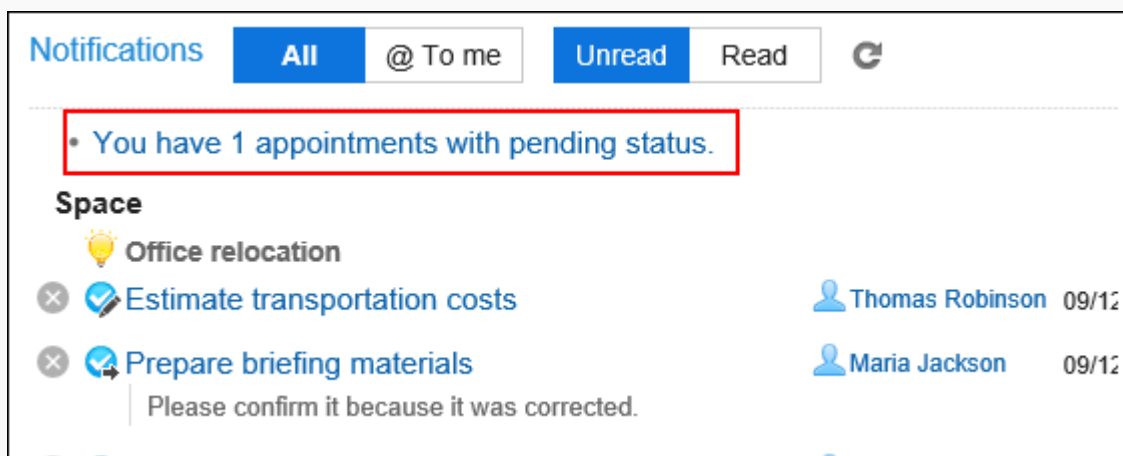 Notifications All @ To me Unread Read
• You have 1 appointments with pending status.
Space
Office relocation
Estimate transportation costs Thomas Robinson 09/12
Prepare briefing materials Maria Jackson 09/12
Please confirm it because it was corrected.